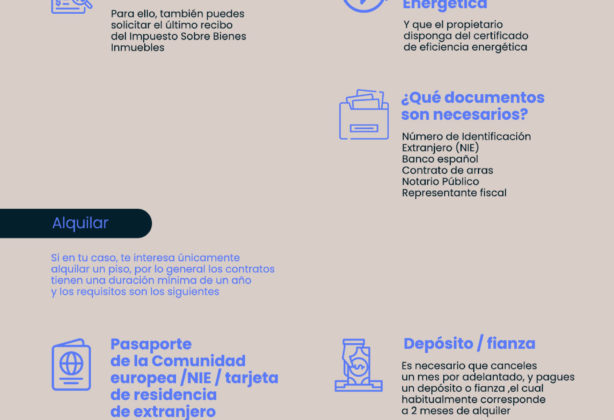 Para ello, también puedes
solicitar el último recibo
del Impuesto Sobre Bienes
Inmuebles
Energética
Y que el propietario
disponga del certificado
de eficiencia energética
¿Qué documentos
son necesarios?
Número de Identificación
Extranjero (NIE)
Banco español
Contrato de arras
Notario Público
Representante fiscal
Alquilar
Si en tu caso, te interesa únicamente
alquilar un piso, por lo general los contratos
tienen una duración mínima de un año
y los requisitos son los siguientes
Pasaporte
de la Comunidad
europea /NIE / tarjeta
de residencia
de extranjero
Depósito / fianza
Es necesario que canceles
un mes por adelantado, y pagues
un depósito o fianza ,el cual
habitualmente corresponde
a 2 meses de alquiler